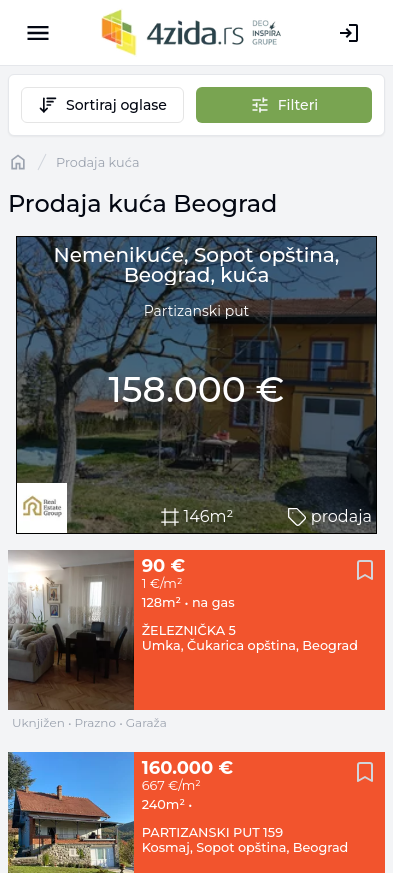 4zida.rs
DEO
INSPIRA
GRUPE
Sortiraj oglase
Filteri
/ Prodaja kuća
Prodaja kuća Beograd
Nemenikuće, Sopot opština,
Beograd, kuća
Partizanski put
158.000 €
Real
Estate
Group
146m²
prodaja
90 €
1 €/m²
128m² • na gas
ŽELEZNIČKA 5
Umka, Čukarica opština, Beograd
Uknjižen • Prazno • Garaža
160.000 €
667 €/m²
240m² •
PARTIZANSKI PUT 159
Kosmaj, Sopot opština, Beograd